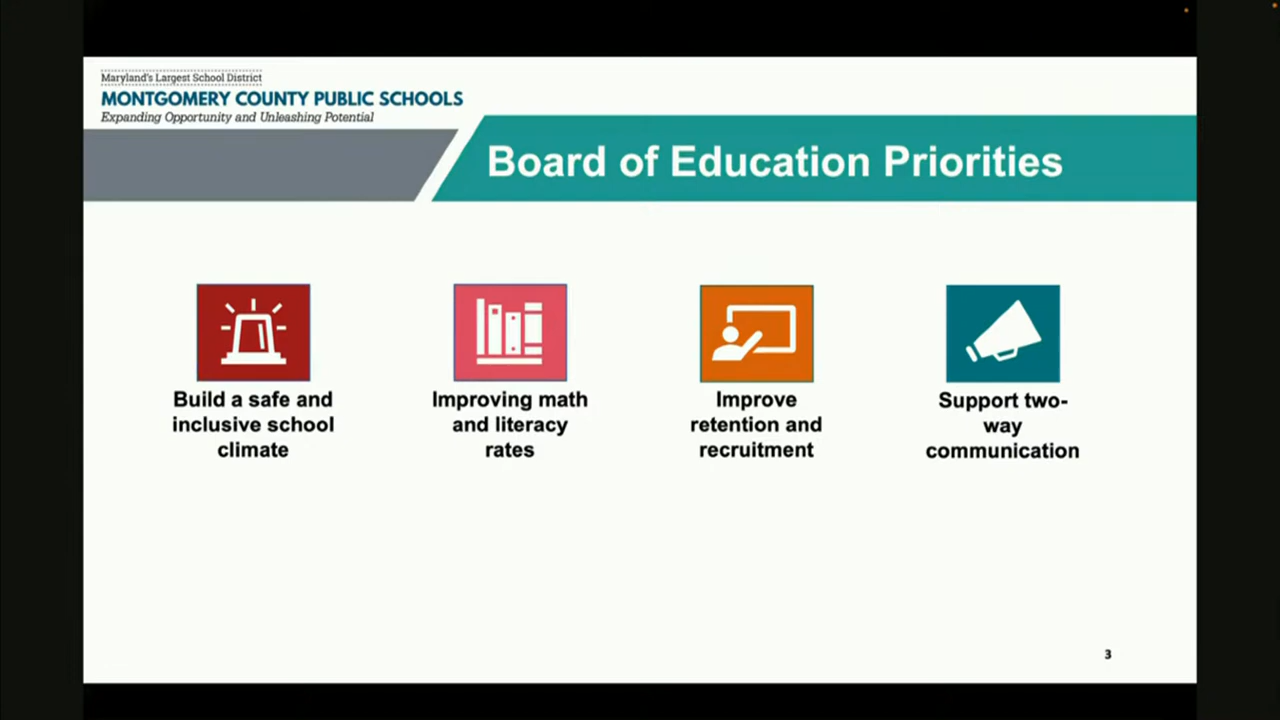 Maryland's Largest School District
MONTGOMERY COUNTY PUBLIC SCHOOLS
Expanding Opportunity and Unleashing Potential
Board of Education Priorities
Build a safe and
inclusive school
climate
Improving math
and literacy
rates
Improve
retention and
recruitment
Support two-
way
communication
3